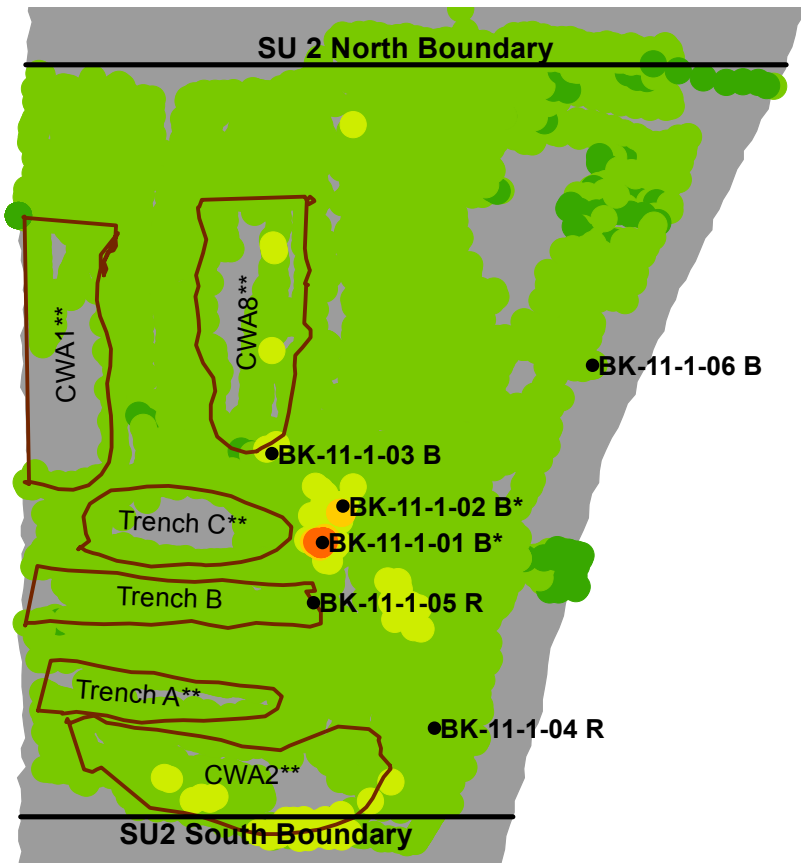 SU 2 North Boundary
CWA1**
CWA8**
BK-11-1-06 B
BK-11-1-03 B
BK-11-1-02 B*
Trench C**
BK-11-1-01 B*
Trench B
BK-11-1-05 R
Trench A**
BK-11-1-04 R
CWA2**
SU2 South Boundary